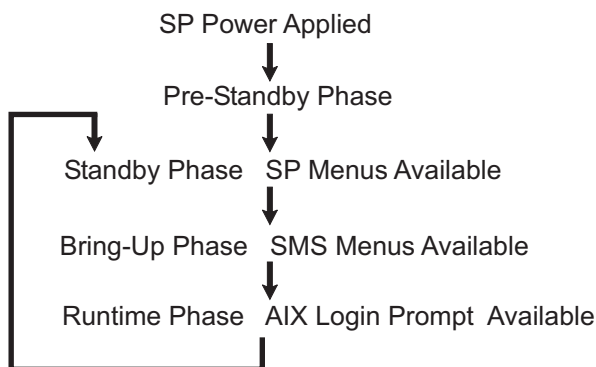 SP Power Applied
Pre-Standby Phase
Standby Phase SP Menus Available
Bring-Up Phase SMS Menus Available
Runtime Phase AIX Login Prompt Available